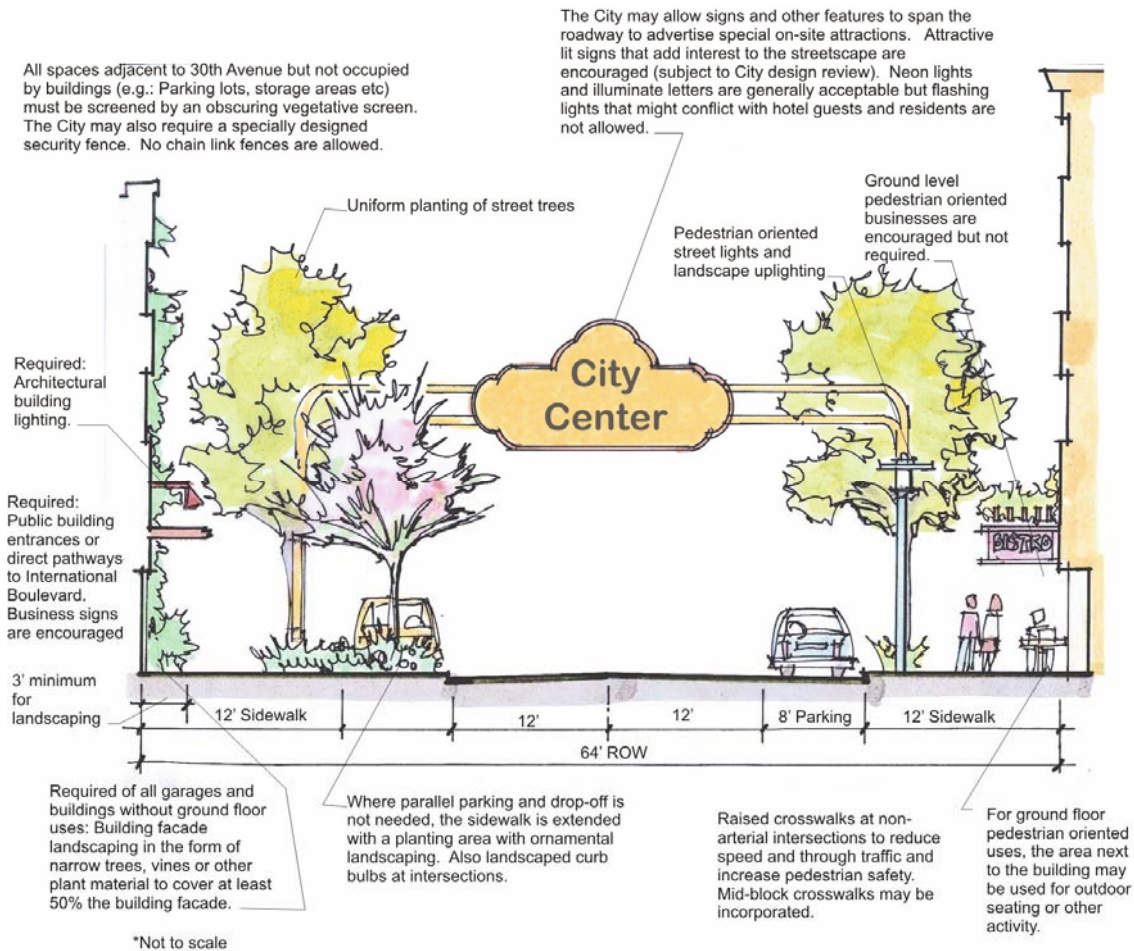 The City may allow signs and other features to span the
roadway to advertise special on-site attractions. Attractive
lit signs that add interest to the streetscape are
encouraged (subject to City design review). Neon lights
and illuminate letters are generally acceptable but flashing
lights that might conflict with hotel guests and residents are
not allowed.
All spaces adjacent to 30th Avenue but not occupied
by buildings (e.g.: Parking lots, storage areas etc)
must be screened by an obscuring vegetative screen.
The City may also require a specially designed
security fence. No chain link fences are allowed.
Uniform planting of street trees
Pedestrian oriented
street lights and
landscape uplighting
Ground level
pedestrian oriented
businesses are
encouraged but not
required.
Required:
Architectural
building
lighting.
City
Center
Required:
Public building
entrances or
direct pathways
to International
Boulevard.
Business signs
are encouraged
BISTRO
3' minimum
for
landscaping
12' Sidewalk
12'
12'
8' Parking
12' Sidewalk
64' ROW
Required of all garages and
buildings without ground floor
uses: Building facade
landscaping in the form of
narrow trees, vines or other
plant material to cover at least
50% the building facade.
Where parallel parking and drop-off is
not needed, the sidewalk is extended
with a planting area with ornamental
landscaping. Also landscaped curb
bulbs at intersections.
Raised crosswalks at non-
arterial intersections to reduce
speed and through traffic and
increase pedestrian safety.
Mid-block crosswalks may be
incorporated.
For ground floor
pedestrian oriented
uses, the area next
to the building may
be used for outdoor
seating or other
activity.
*Not to scale